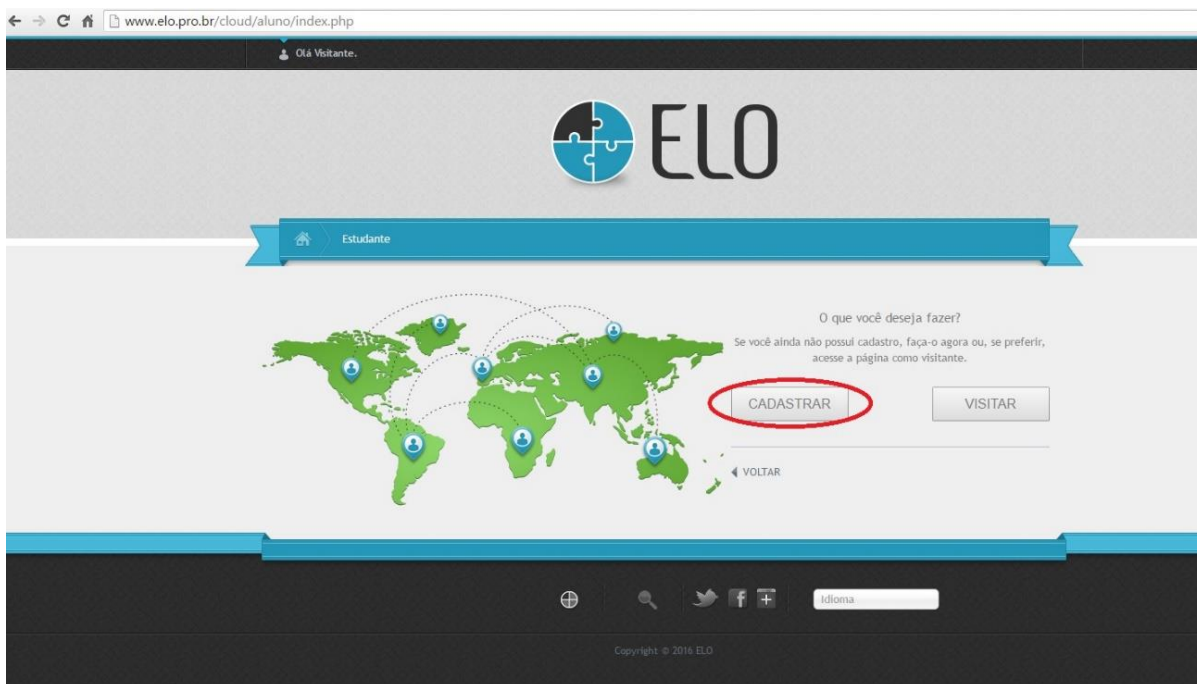 www.elo.pro.br/cloud/aluno/index.php
Olá Visitante.
ELO
Estudante
O que você deseja fazer?
Se você ainda não possui cadastro, faça-o agora ou, se preferir,
acesse a página como visitante.
CADASTRAR VISITAR
VOLTAR
Idioma
Copyright © 2016 ELO